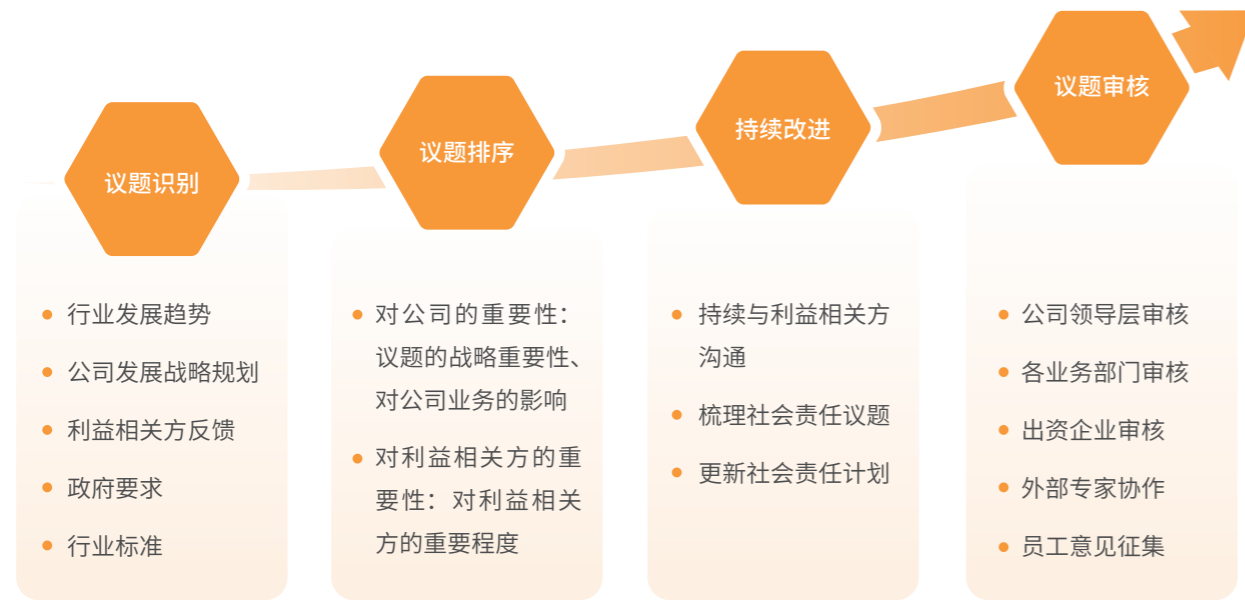 议题识别
行业发展趋势
公司发展战略规划
利益相关方反馈
政府要求
行业标准
议题排序
对公司的重要性：
议题的战略重要性、
对公司业务的影响
对利益相关方的重
要性：对利益相关
方的重要程度
持续改进
持续与利益相关方
沟通
梳理社会责任议题
更新社会责任计划
议题审核
公司领导层审核
各业务部门审核
出资企业审核
外部专家协作
员工意见征集